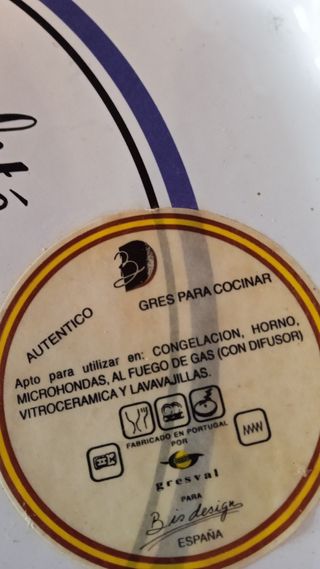 AUTENTICO
GRES PARA COCINAR
Apto para utilizar en: CONGELACION, HORNO,
MICROHONDAS, AL FUEGO DE GAS (CON DIFUSOR)
VITROCERAMICA Y LAVAVAJILLAS.
FABRICADO EN PORTUGAL
POR
gresval
PARA
B is design
ESPAÑA